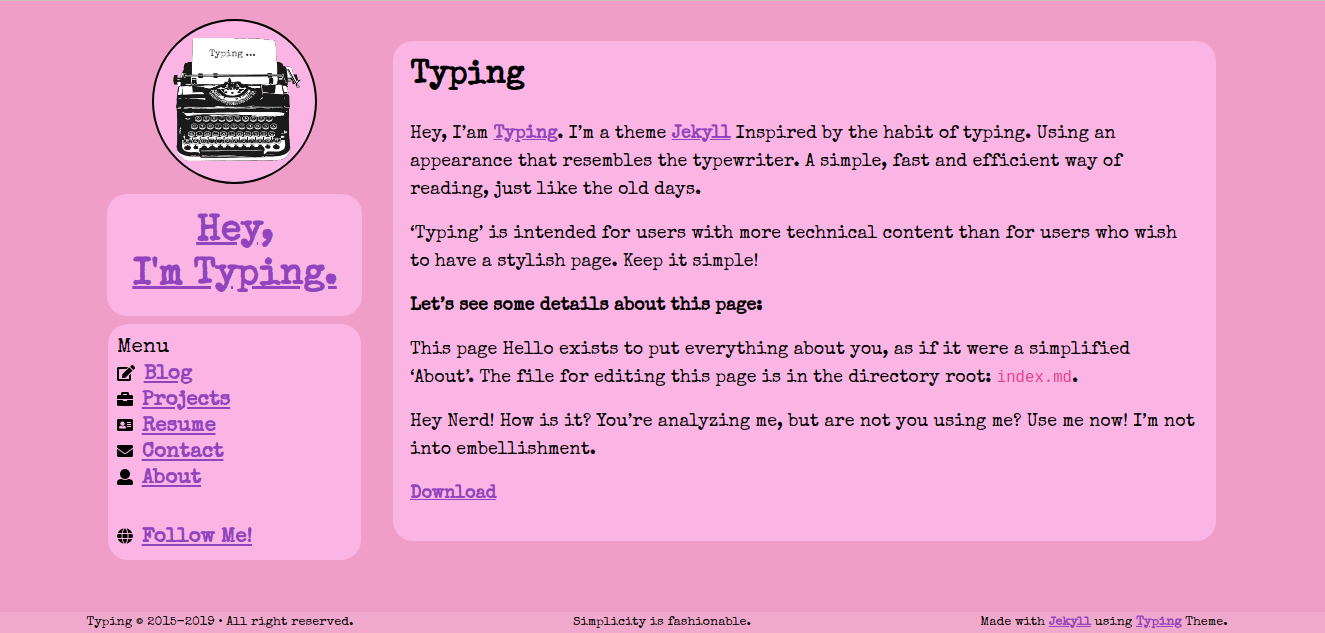 Typing ...
Hey,
I'm Typing.
Menu
Blog
Projects
Resume
Contact
About
Follow Me!
Typing
Hey, I’am Typing. I’m a theme Jekyll Inspired by the habit of typing. Using an
appearance that resembles the typewriter. A simple, fast and efficient way of
reading, just like the old days.
‘Typing’ is intended for users with more technical content than for users who wish
to have a stylish page. Keep it simple!
Let’s see some details about this page:
This page Hello exists to put everything about you, as if it were a simplified
‘About’. The file for editing this page is in the directory root: index.md.
Hey Nerd! How is it? You’re analyzing me, but are not you using me? Use me now! I’m not
into embellishment.
Download
Typing © 2015-2019 • All right reserved.
Simplicity is fashionable.
Made with Jekyll using Typing Theme.